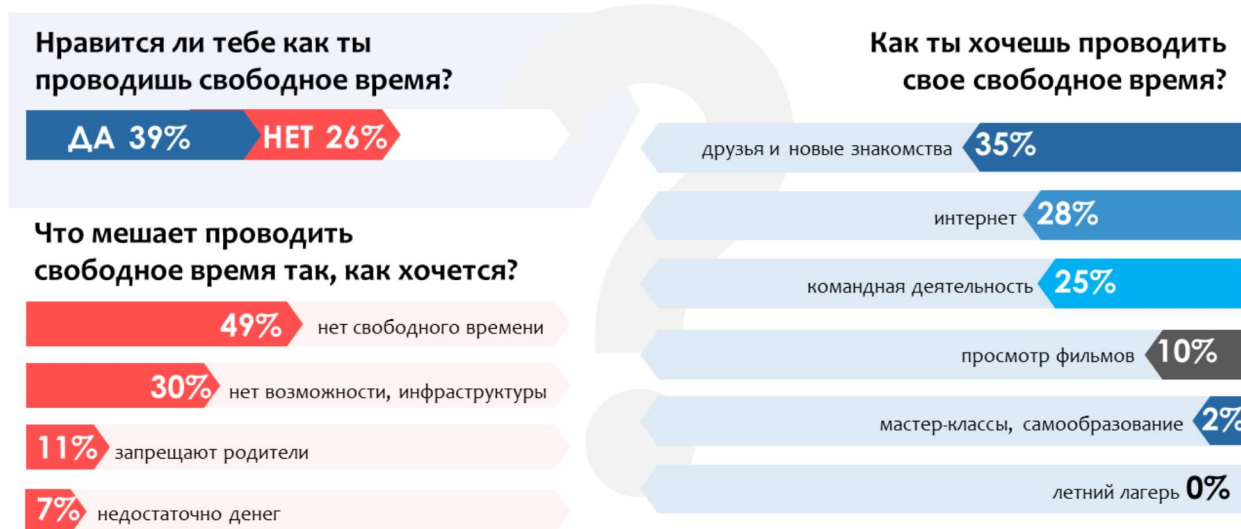 Нравится ли тебе как ты
проводишь свободное время?
ДА 39% НЕТ 26%
Что мешает проводить
свободное время так, как хочется?
49% нет свободного времени
30% нет возможности, инфраструктуры
11% запрещают родители
7% недостаточно денег
Как ты хочешь проводить
свое свободное время?
друзья и новые знакомства 35%
интернет 28%
командная деятельность 25%
просмотр фильмов 10%
мастер-классы, самообразование 2%
летний лагерь 0%